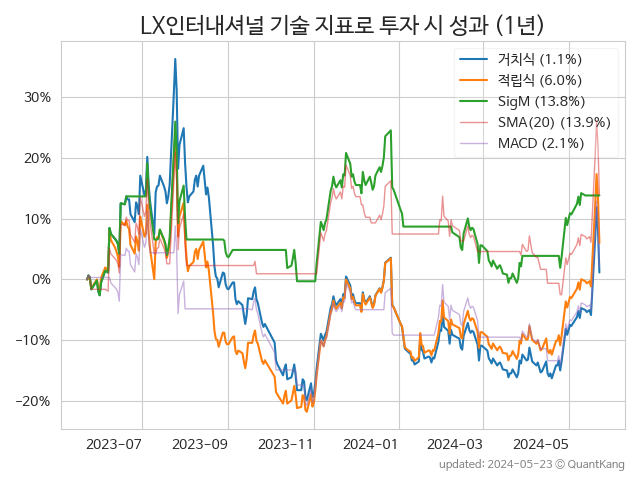 LX인터내셔널 기술 지표로 투자 시 성과 (1년)
거치식 (1.1%)
적립식 (6.0%)
SigM (13.8%)
SMA(20) (13.9%)
MACD (2.1%)
30%
20%
10%
0%
−10%
−20%
2023-07 2023-09 2023-11 2024-01 2024-03 2024-05
updated: 2024-05-23 ⓒ QuantKang